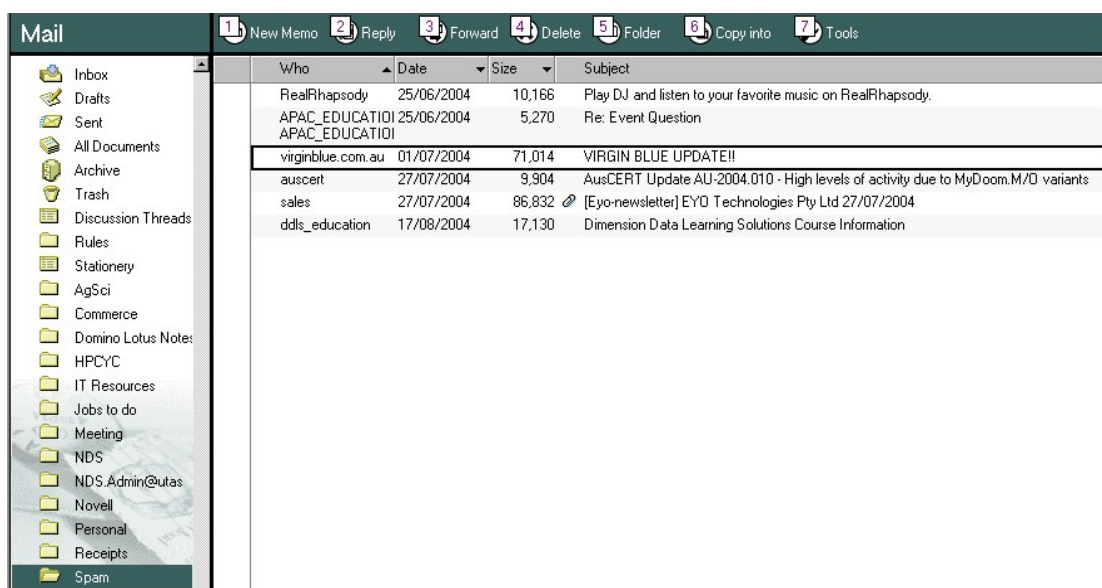 Mail
1 New Memo 2 Reply 3 Forward 4 Delete 5 Folder 6 Copy into 7 Tools
Inbox
Drafts
Sent
All Documents
Archive
Trash
Discussion Threads
Rules
Stationery
AgSci
Commerce
Domino Lotus Notes
HPCYC
IT Resources
Jobs to do
Meeting
NDS
NDS.Admin@utas
Novell
Personal
Receipts
Spam
Who Date Size Subject
RealRhapsody 25/06/2004 10,166 Play DJ and listen to your favorite music on RealRhapsody.
APAC_EDUCATIOI 25/06/2004 5,270 Re: Event Question
APAC_EDUCATIOI
virginblue.com.au 01/07/2004 71,014 VIRGIN BLUE UPDATE!!
auscert 27/07/2004 9,904 AusCERT Update AU-2004.010 - High levels of activity due to MyDoom.M/O variants
sales 27/07/2004 86,832 [Eyo-newsletter] EYO Technologies Pty Ltd 27/07/2004
ddls_education 17/08/2004 17,130 Dimension Data Learning Solutions Course Information